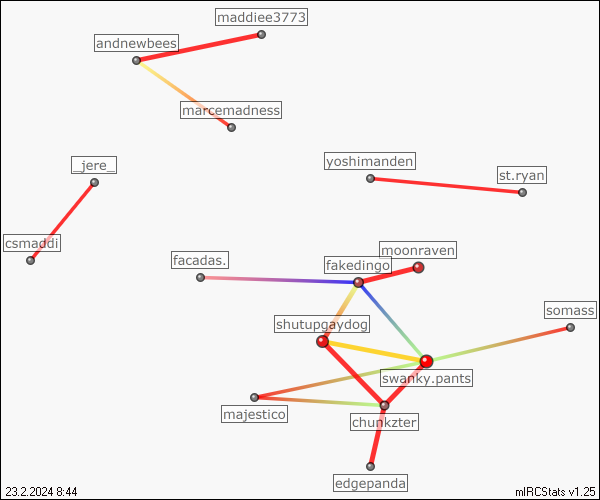 maddiee3773
andnewbees
marcemadness
_jere_
yoshimanden
st.ryan
csmaddi
moonraven
facadas.
fakedingo
somass
shutupgaydog
swanky.pants
majestico
chunkzter
edgepanda
23.2.2024 8:44
mIRCStats v1.25